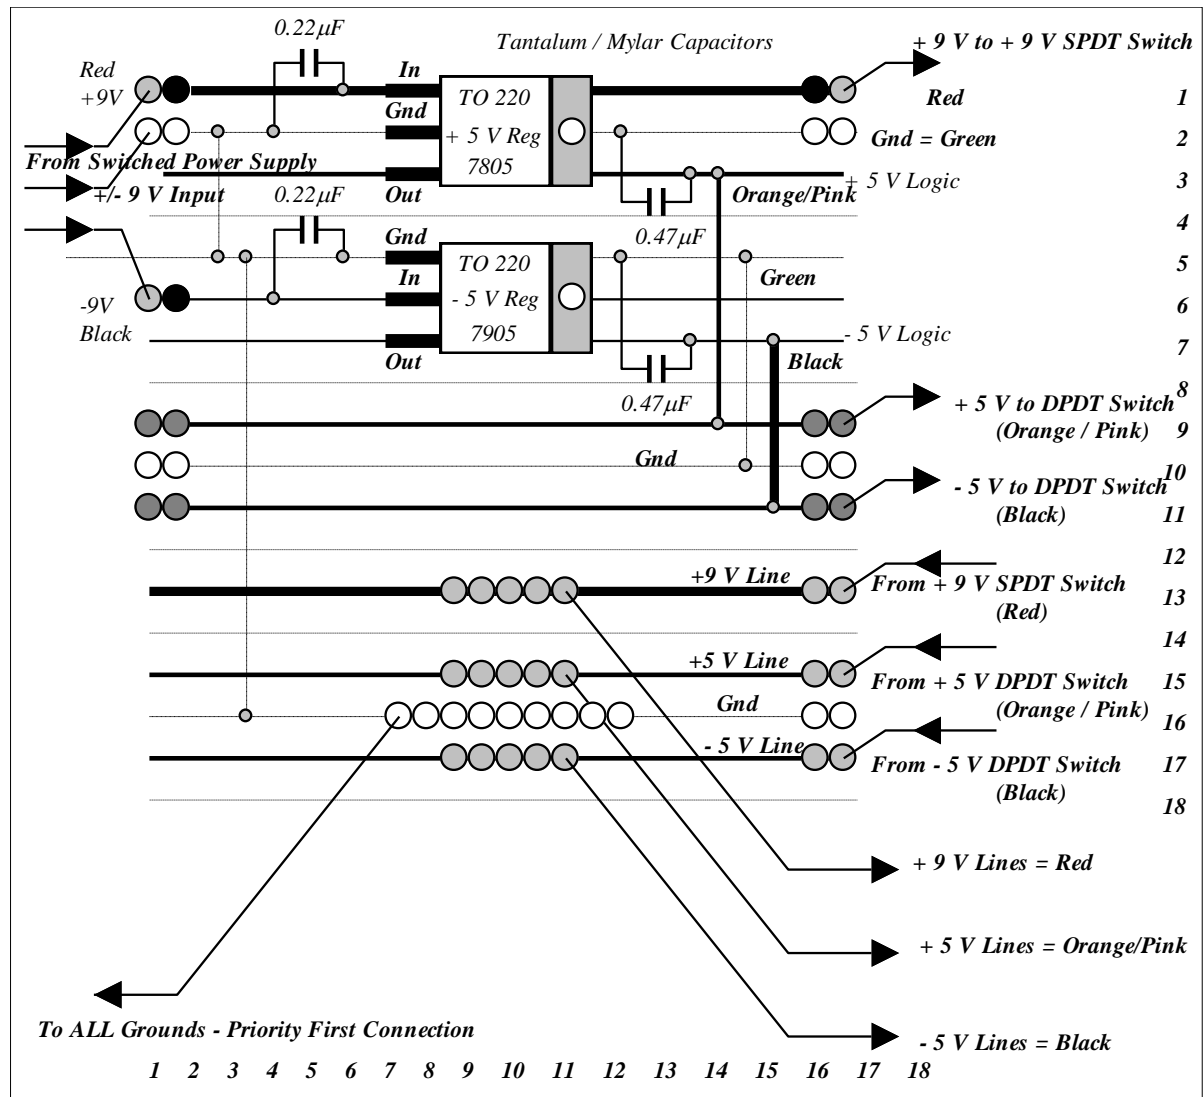 0.22µF
Tantalum / Mylar Capacitors
+ 9 V to + 9 V SPDT Switch
Red
+9V
In
TO 220
Red
1
Gnd
+ 5 V Reg
Gnd = Green
2
From Switched Power Supply
7805
+/- 9 V Input
Out
Orange/Pink
+ 5 V Logic
3
0.22µF
4
Gnd
0.47µF
TO 220
5
In
Green
-9V
- 5 V Reg
6
Black
7905
- 5 V Logic
7
Out
Black
0.47µF
8
+ 5 V to DPDT Switch
(Orange / Pink)
9
Gnd
10
- 5 V to DPDT Switch
(Black)
11
12
+9 V Line
From + 9 V SPDT Switch
13
(Red)
14
+5 V Line
From + 5 V DPDT Switch
15
Gnd
(Orange / Pink)
16
- 5 V Line
From - 5 V DPDT Switch
17
(Black)
18
+ 9 V Lines = Red
+ 5 V Lines = Orange/Pink
To ALL Grounds - Priority First Connection
- 5 V Lines = Black
1 2 3 4 5 6 7 8 9 10 11 12 13 14 15 16 17 18